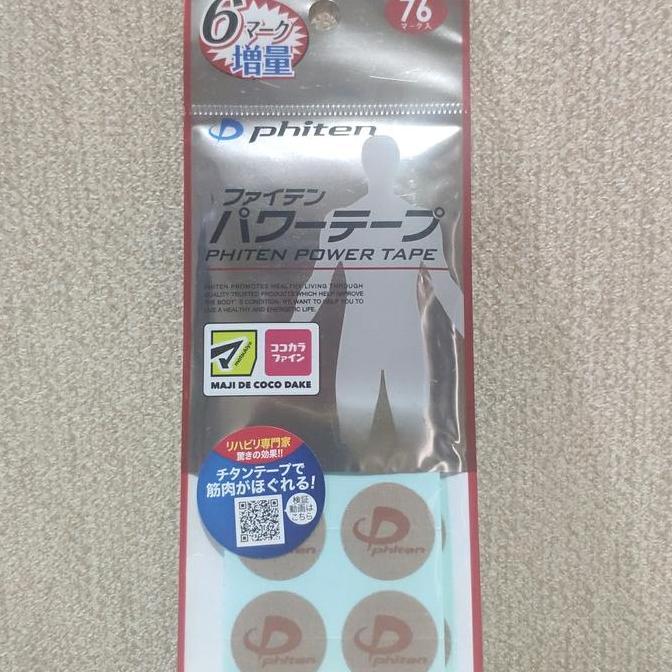 6マーク
増量
76
マーク入
phiten
ファイテン
パワーテープ
PHITEN POWER TAPE
PHITEN PROMOTES HEALTHY LIVING THROUGH
QUALITY TRUSTED PRODUCTS WHICH HELP IMPROVE
THE BODY'S CONDITION. WE WANT TO HELP YOU TO
LIVE A HEALTHY AND ENERGETIC LIFE.
マ
matsukiyo
ココカラ
ファイン
MAJI DE COCO DAKE
リハビリ専門家
驚きの効果!!
チタンテープで
筋肉がほぐれる!
検証
動画は
こちら
phiten
phiten
phiten